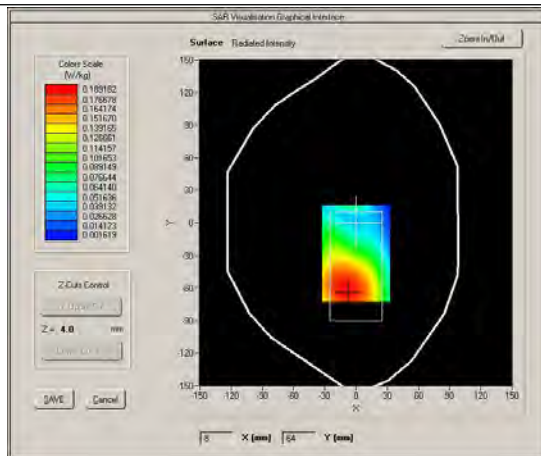 SAR Visualisation Graphical Interface
Surface Radiated Intensity
Zoom In/Out
Colors Scale
(W/kg)
0.189182
0.176678
0.164174
0.151670
0.139165
0.126661
0.114157
0.101653
0.089149
0.076644
0.064140
0.051636
0.039132
0.026628
0.014123
0.001619
150
120
90
60
30
0
-30
-60
-90
-120
-150
Y
-150 -120 -90 -60 -30 0 30 60 90 120 150
X
Z-Cuts Control
Z = 4.0 mm
SAVE Cancel
X (mm) 64 Y (mm)